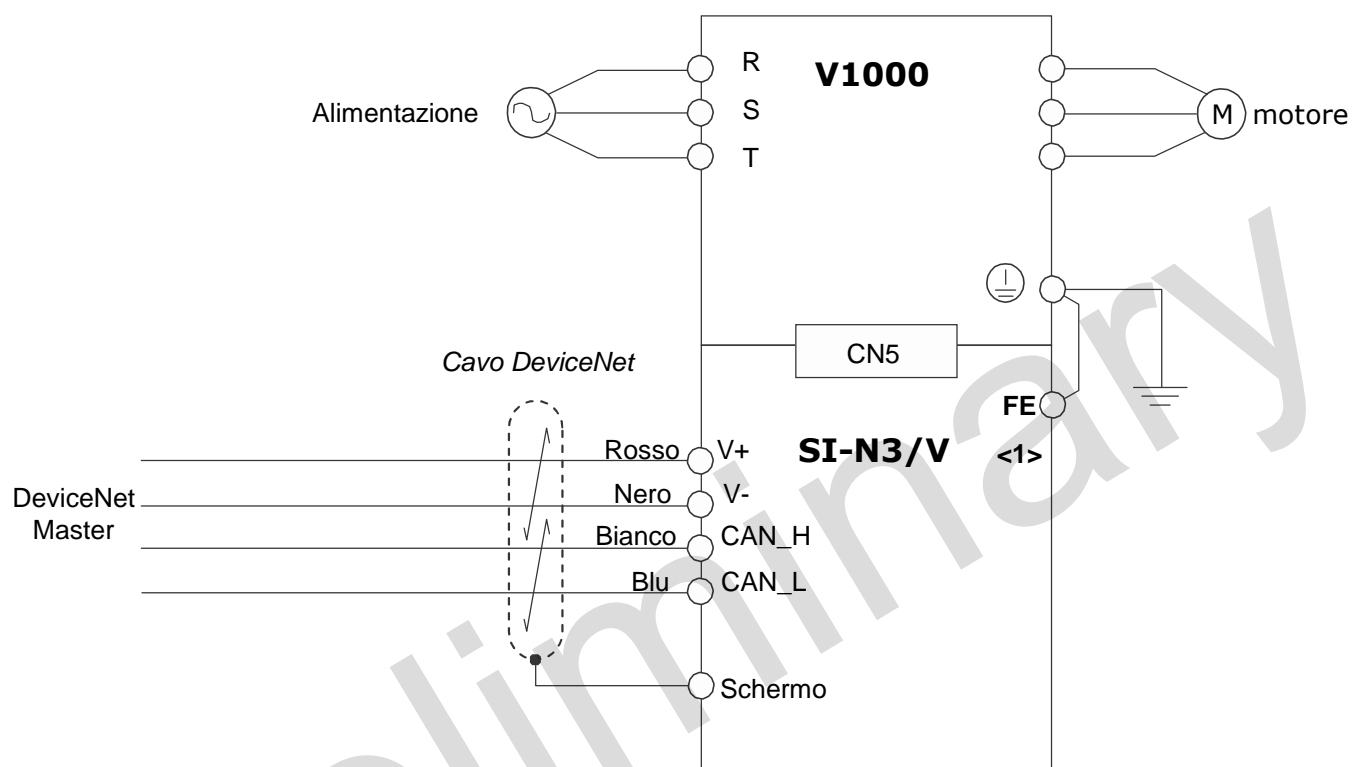 R
V1000
Alimentazione
S
M
motore
T
CN5
Cavo DeviceNet
FE
Rosso
V+
SI-N3/V
<1>
DeviceNet
Master
Nero
V-
Bianco
CAN_H
Blu
CAN_L
Schermo
eliminary